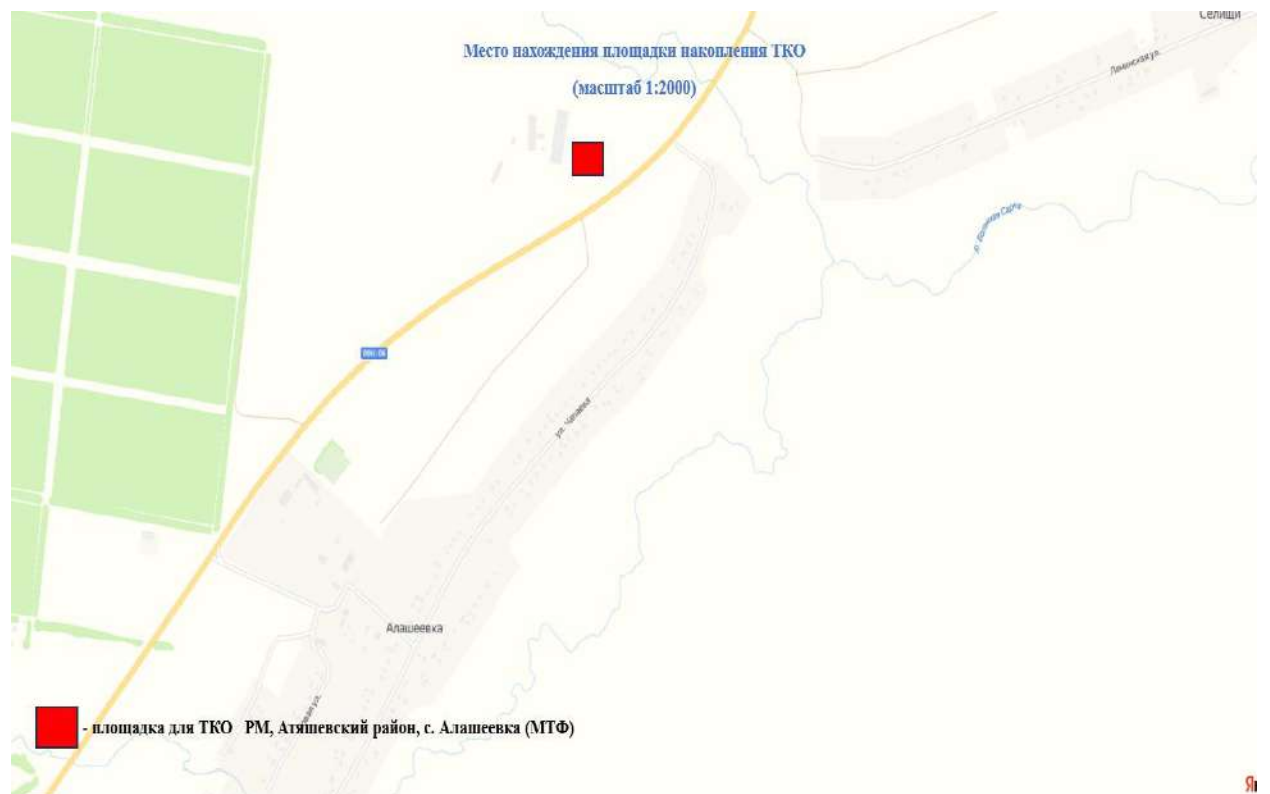 Селищи
Место нахождения площадки накопления ТКО
(масштаб 1:2000)
Ленинская ул.
ул. Чапаевка
Алашеевка
- площадка для ТКО РМ, Атяшевский район, с. Алашеевка (МТФ)